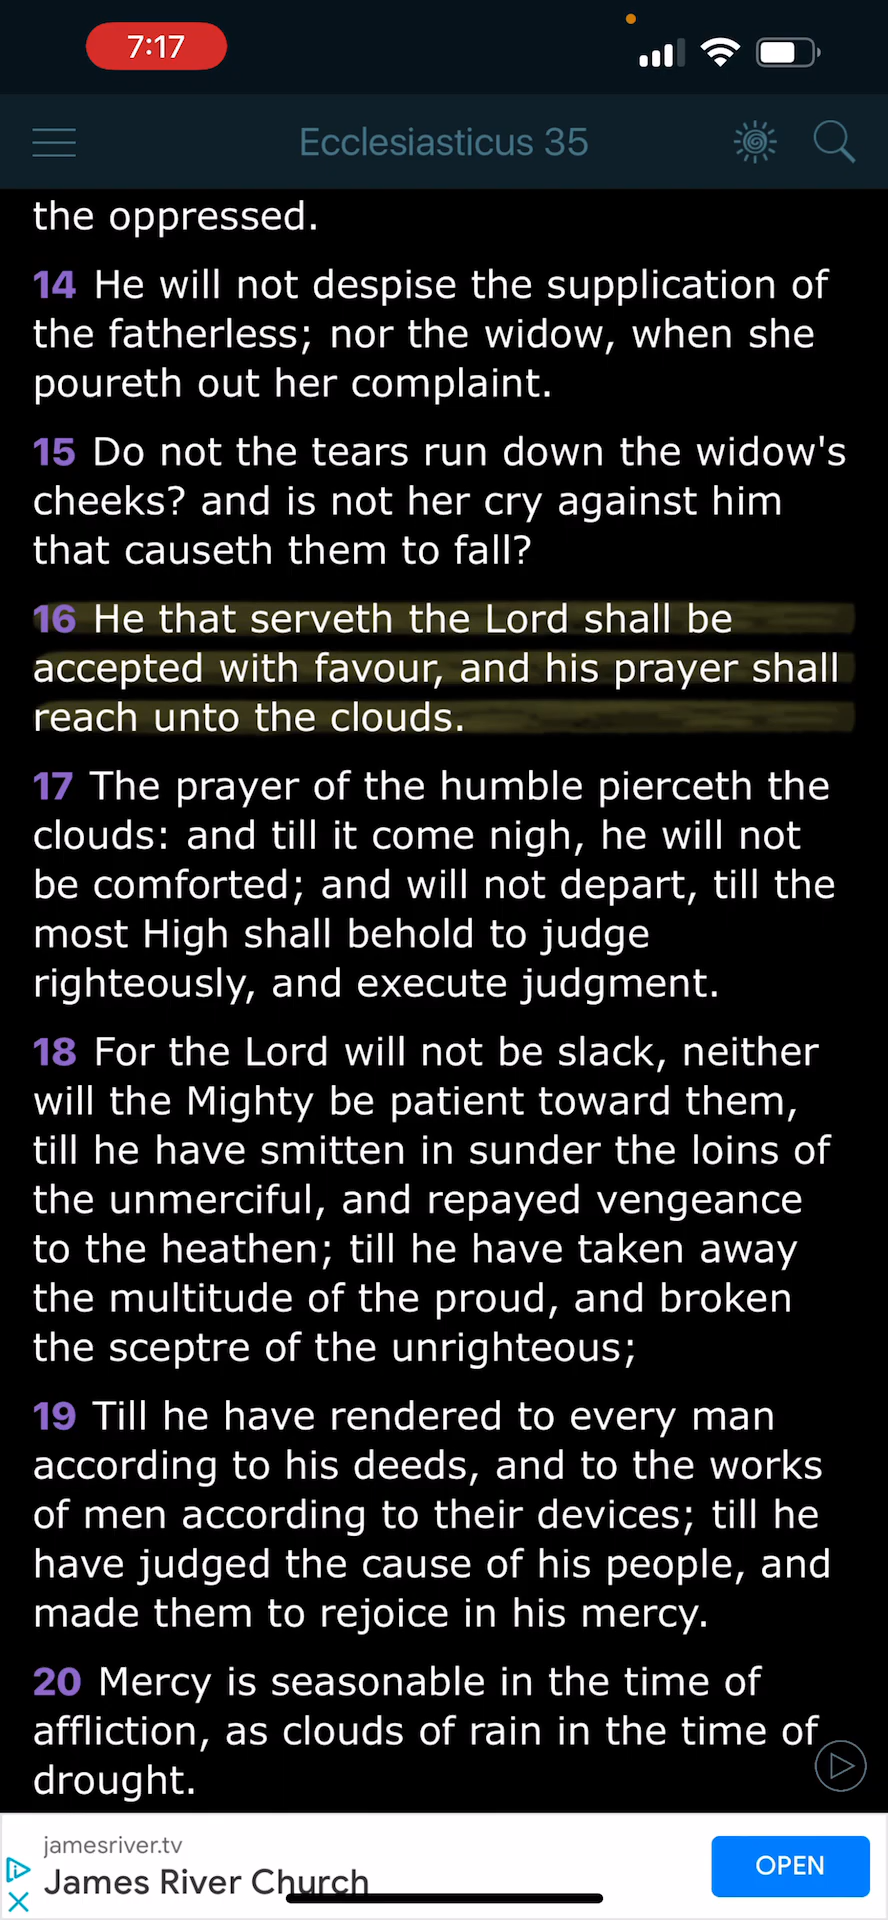 7:17
Ecclesiasticus 35
the oppressed.
14 He will not despise the supplication of
the fatherless; nor the widow, when she
poureth out her complaint.
15 Do not the tears run down the widow's
cheeks? and is not her cry against him
that causeth them to fall?
16 He that serveth the Lord shall be
accepted with favour, and his prayer shall
reach unto the clouds.
17 The prayer of the humble pierceth the
clouds: and till it come nigh, he will not
be comforted; and will not depart, till the
most High shall behold to judge
righteously, and execute judgment.
18 For the Lord will not be slack, neither
will the Mighty be patient toward them,
till he have smitten in sunder the loins of
the unmerciful, and repayed vengeance
to the heathen; till he have taken away
the multitude of the proud, and broken
the sceptre of the unrighteous;
19 Till he have rendered to every man
according to his deeds, and to the works
of men according to their devices; till he
have judged the cause of his people, and
made them to rejoice in his mercy.
20 Mercy is seasonable in the time of
affliction, as clouds of rain in the time of
drought.
jamesriver.tv
James River Church
OPEN